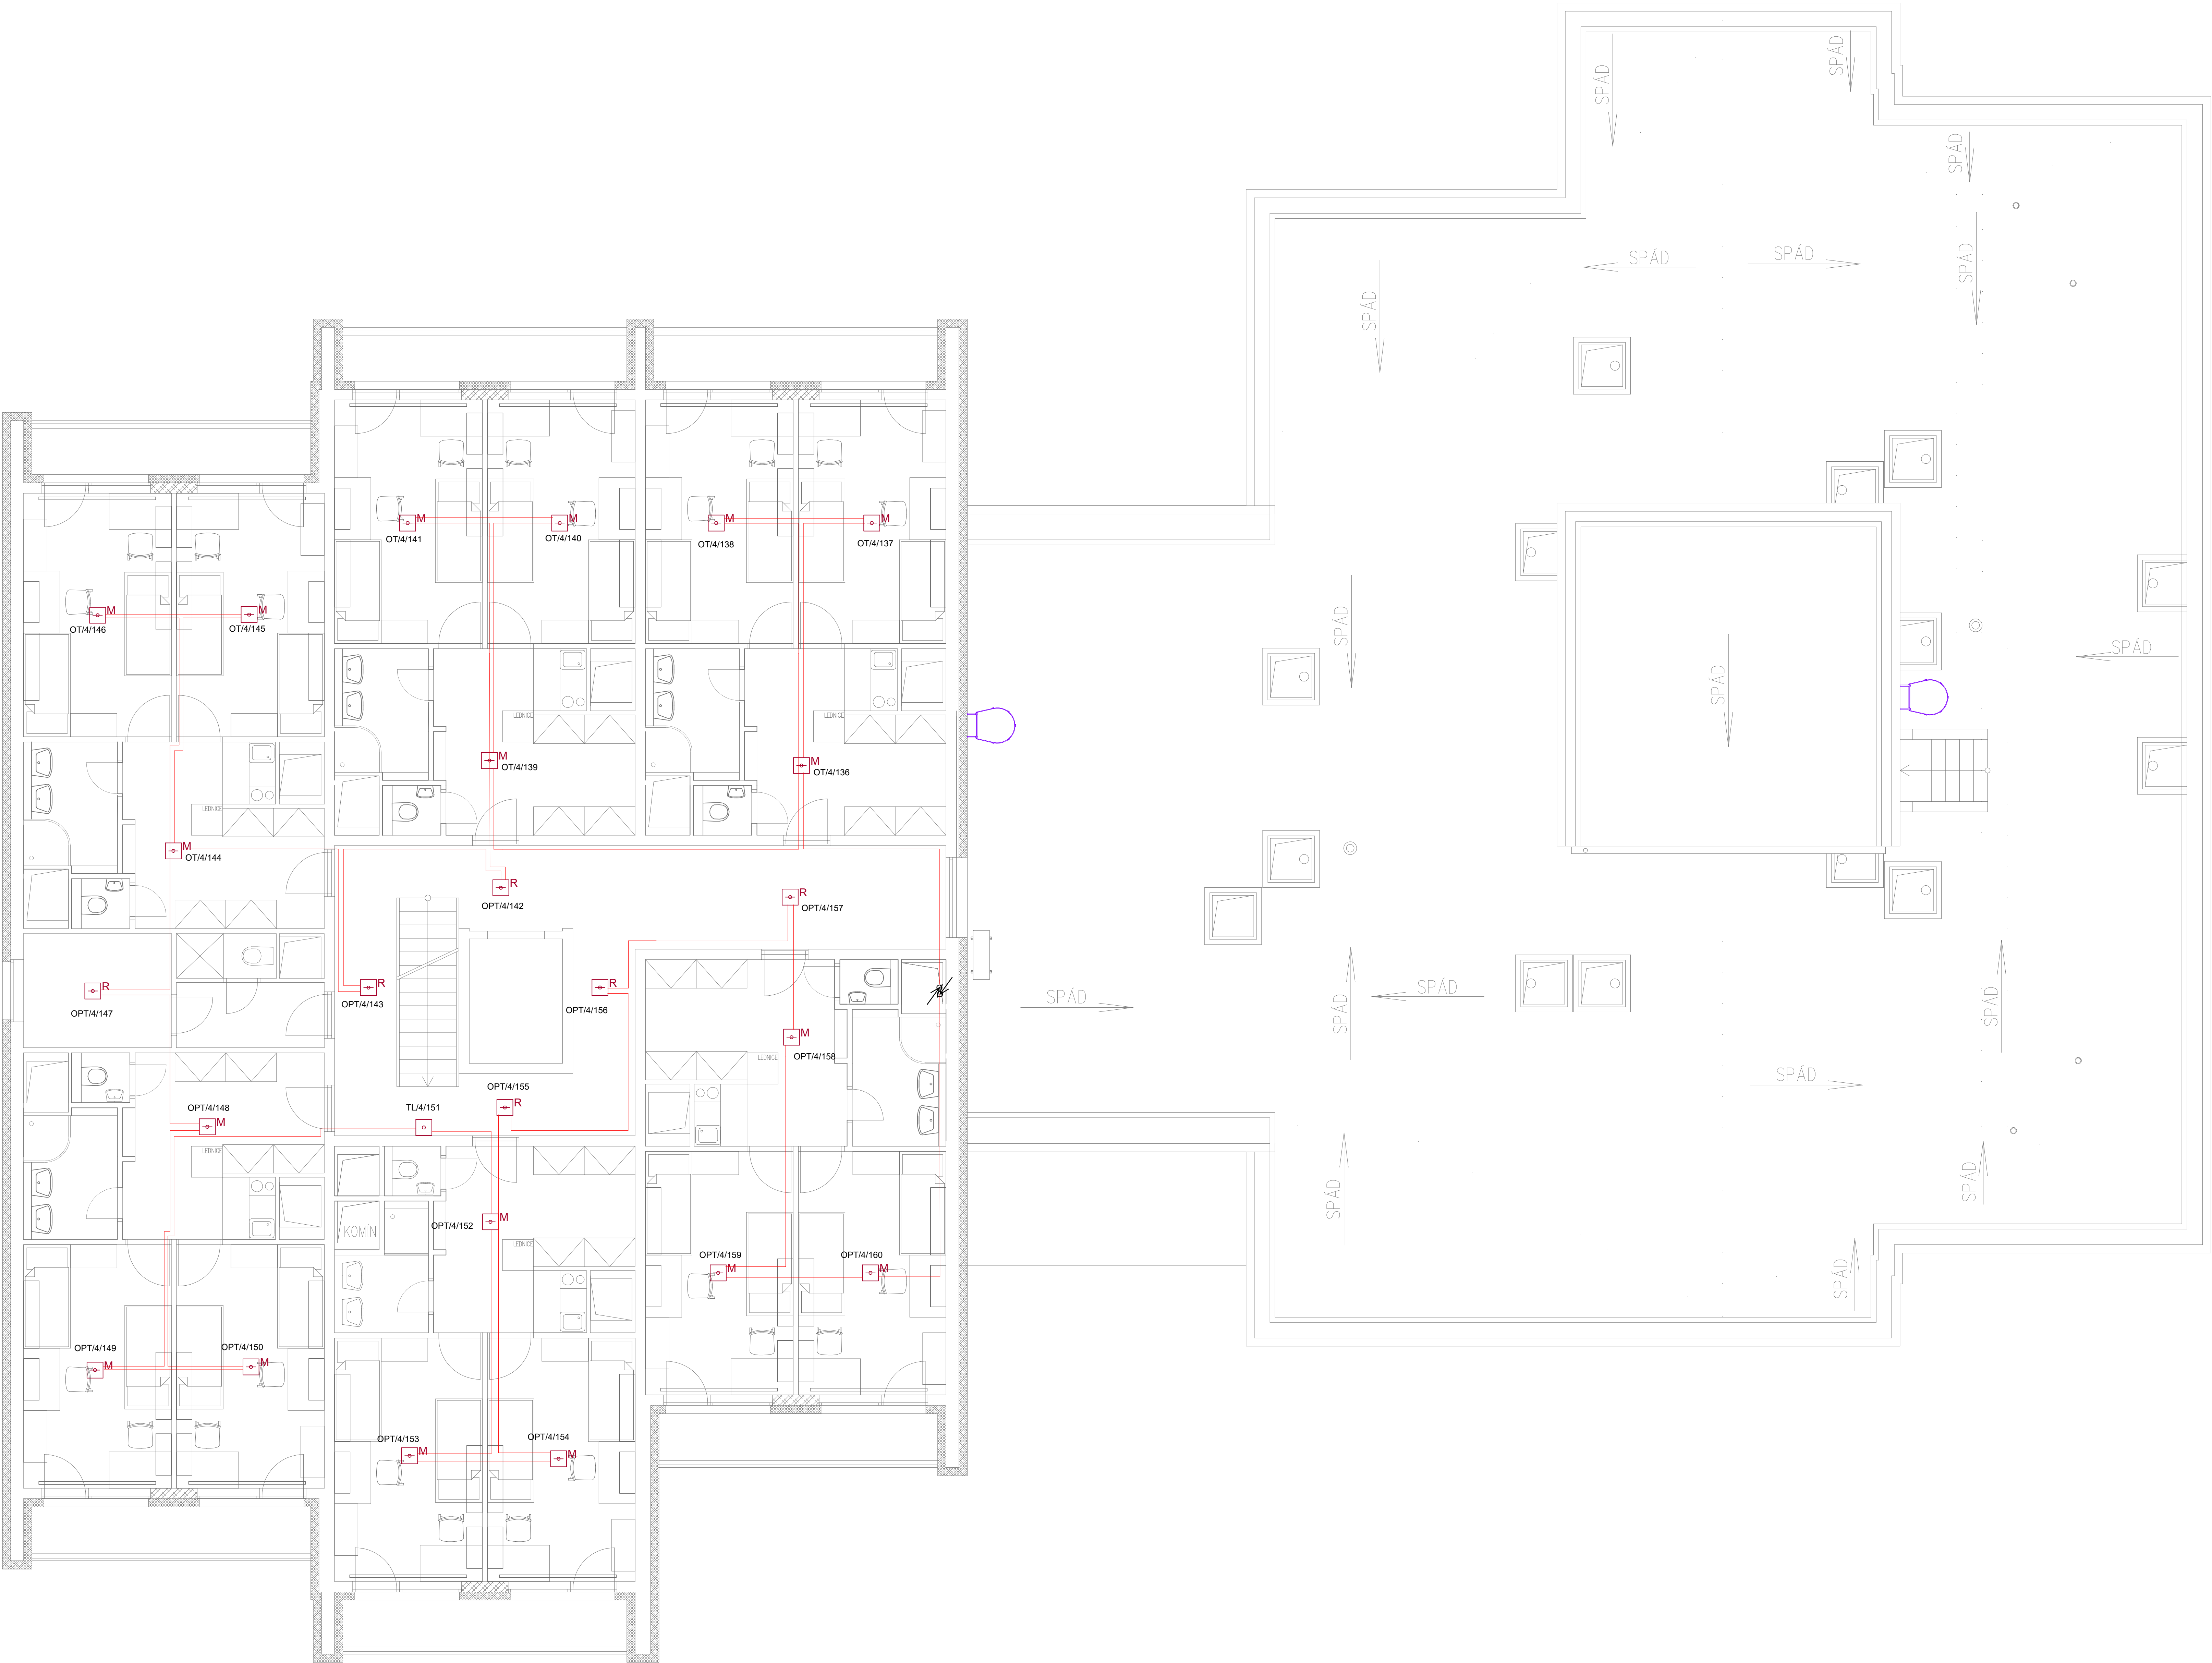 SPÁD
SPÁD
SPÁD
SPÁD
SPÁD
SPÁD
SPÁD
M
OT/4/141
M
OT/4/140
M
OT/4/138
M
OT/4/137
M
OT/4/146
M
OT/4/145
SPÁD
SPÁD
SPÁD
LEDNICE
LEDNICE
M
OT/4/139
M
OT/4/136
LEDNICE
M
OT/4/144
R
OPT/4/142
R
OPT/4/157
R
OPT/4/147
R
OPT/4/143
R
OPT/4/156
SPÁD
SPÁD
SPÁD
SPÁD
M
OPT/4/158
LEDNICE
SPÁD
OPT/4/155
R
TL/4/151
OPT/4/148
M
LEDNICE
SPÁD
SPÁD
OPT/4/152
M
KOMÍN
LEDNICE
OPT/4/159
M
OPT/4/160
M
SPÁD
OPT/4/149
M
OPT/4/150
M
OPT/4/153
M
OPT/4/154
M